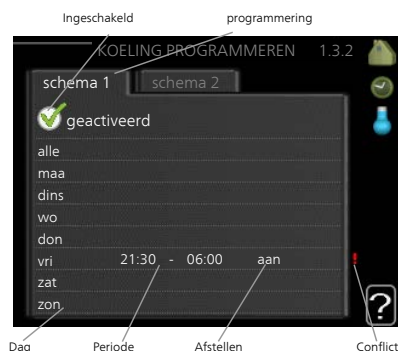 Ingeschakeld programmering
KOELING PROGRAMMEREN 1.3.2
schema 1 schema 2
geactiveerd
alle
maa
dins
wo
don
vri 21:30 - 06:00 aan !
zat
zon
?
Dag Periode Afstellen Conflict